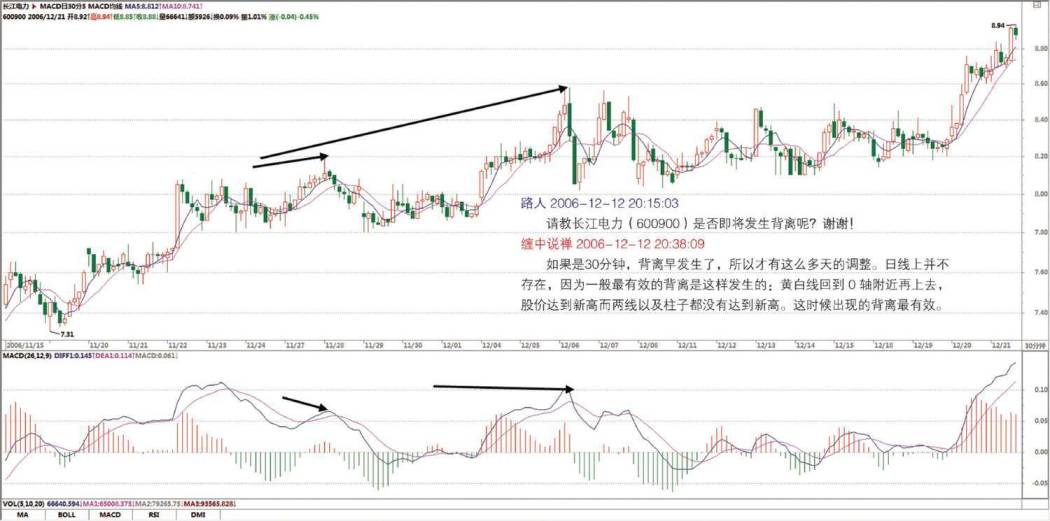 长江电力 ▶ MACD日30分5 MACD均线 MA5:8.812↑MA10:8.741↑
600900 2006/12/21 开8.92↑高8.94↑低8.85↑收8.88↓量66641↓额5926↓换0.09% 量1.01% 涨(-0.04)-0.45%
8.94
8.00
8.60
8.40
8.20
8.00
7.80
7.60
7.40
7.31
路人 2006-12-12 20:15:03
请教长江电力（600900）是否即将发生背离呢？谢谢！
缠中说禅 2006-12-12 20:38:09
如果是30分钟，背离早发生了，所以才有这么多天的调整。日线上并不
存在，因为一般最有效的背离是这样发生的：黄白线回到 0 轴附近再上去，
股价达到新高而两线以及柱子都没有达到新高。这时候出现的背离最有效。
2006/11/15 11/20 11/21 11/22 11/23 11/24 11/27 11/28 11/29 11/30 12/01 12/04 12/05 12/06 12/07 12/08 12/11 12/12 12/13 12/14 12/15 12/18 12/19 12/20 12/21 30分钟
MACD(26,12,9) DIFF1:0.145↑DEA1:0.114↑MACD:0.061↓
0.10
0.05
0.00
-0.05
VOL(5,10,20) 66640.594↓MA1:65008.375↓MA2:79265.75↓MA3:93565.828↓
MA BOLL MACD RSI DMI